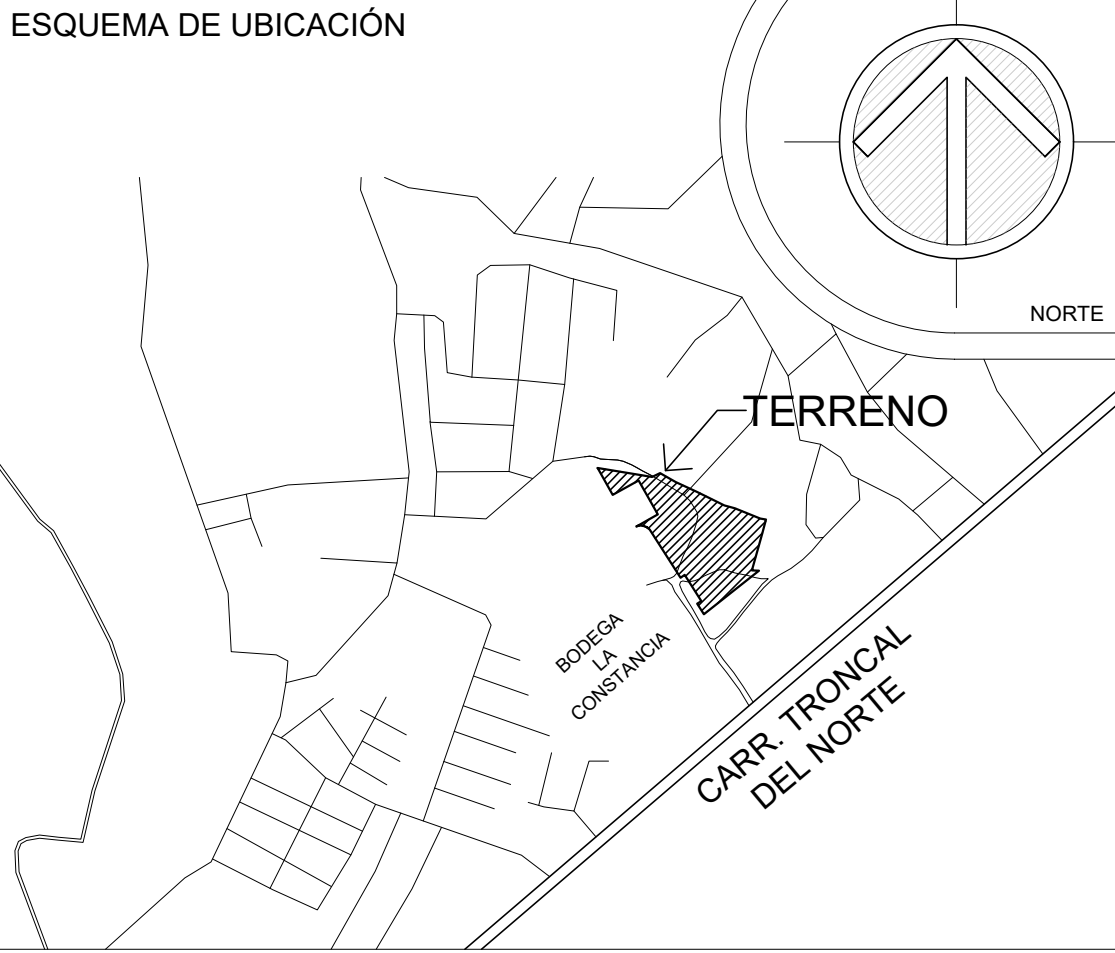 ESQUEMA DE UBICACIÓN
NORTE
TERRENO
BODEGA
LA
CONSTANCIA
CARR. TRONCAL
DEL NORTE